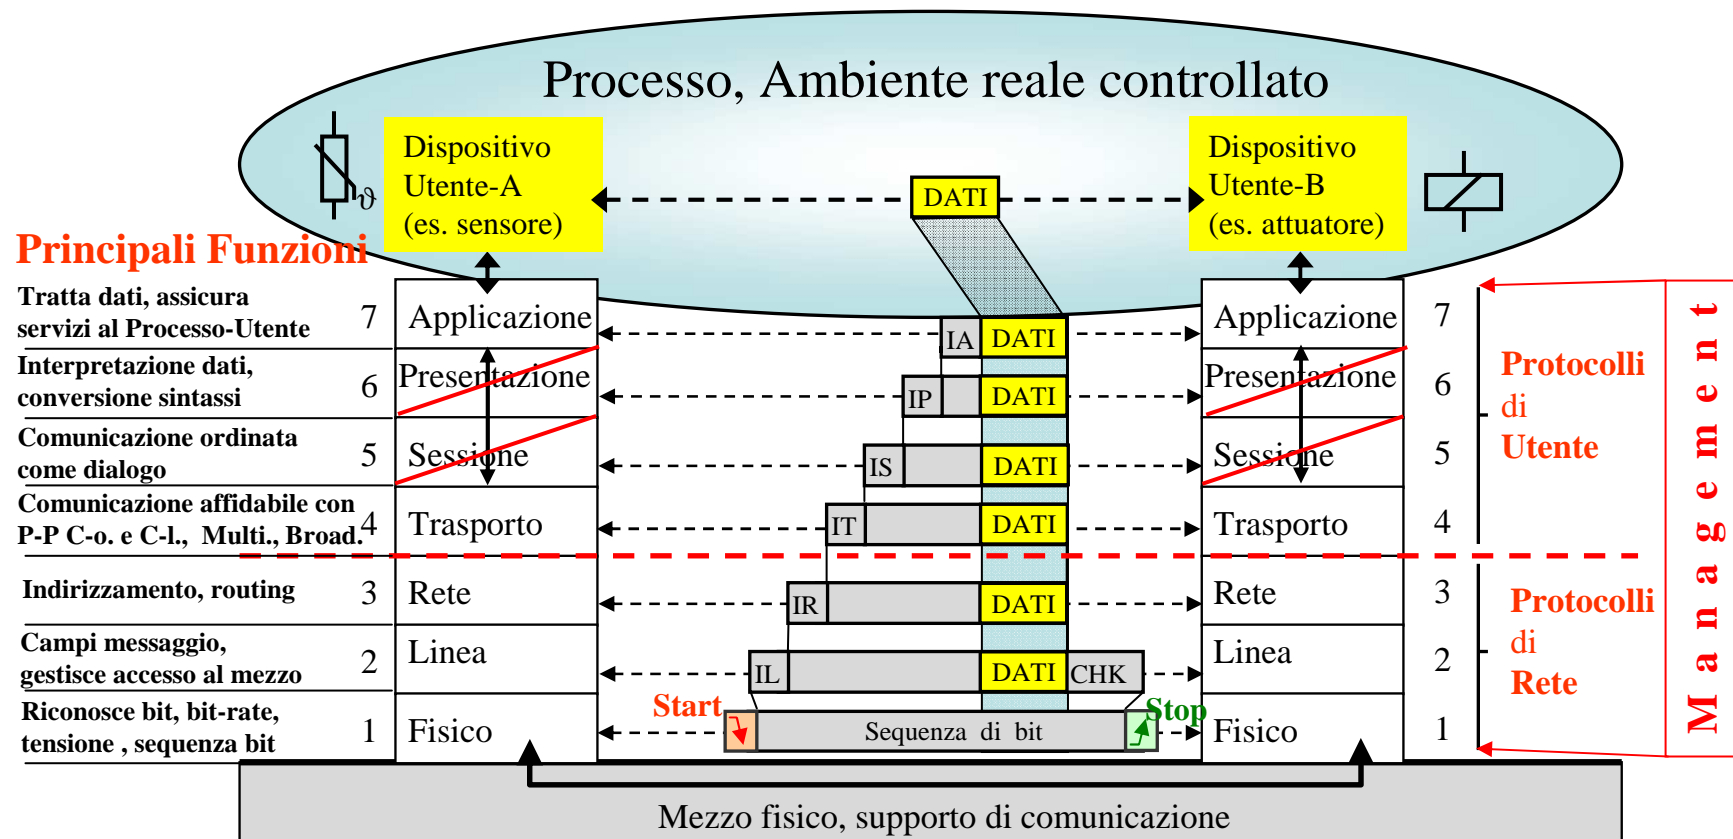 Processo, Ambiente reale controllato
Dispositivo
Utente-A
(es. sensore)
ϑ
DATI
Dispositivo
Utente-B
(es. attuatore)
Principali Funzioni
Tratta dati, assicura
servizi al Processo-Utente
7
Applicazione
IA
DATI
Applicazione
7
Interpretazione dati,
conversione sintassi
6
Presentazione
IP
DATI
Presentazione
6
Comunicazione ordinata
come dialogo
5
Sessione
IS
DATI
Sessione
5
Comunicazione affidabile con
P-P C-o. e C-l., Multi., Broad.
4
Trasporto
IT
DATI
Trasporto
4
Protocolli
di
Utente
Indirizzamento, routing
3
Rete
IR
DATI
Rete
3
Campi messaggio,
gestisce accesso al mezzo
2
Linea
IL
DATI
CHK
Linea
2
Protocolli
di
Rete
Riconosce bit, bit-rate,
tensione , sequenza bit
1
Fisico
Start
Sequenza di bit
Stop
Fisico
1
Management
Mezzo fisico, supporto di comunicazione